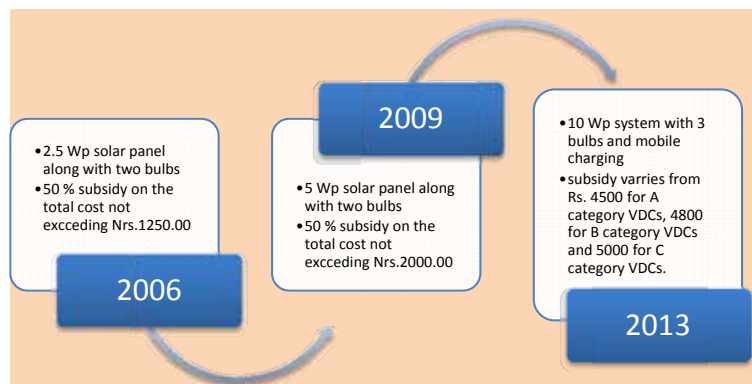 •2.5 Wp solar panel
along with two bulbs
•50 % subsidy on the
total cost not
excceding Nrs.1250.00
2006
2009
•5 Wp solar panel along
with two bulbs
•50 % subsidy on the
total cost not
excceding Nrs.2000.00
•10 Wp system with 3
bulbs and mobile
charging
•subsidy varies from
Rs. 4500 for A
category VDCs, 4800
for B category VDCs
and 5000 for C
category VDCs.
2013